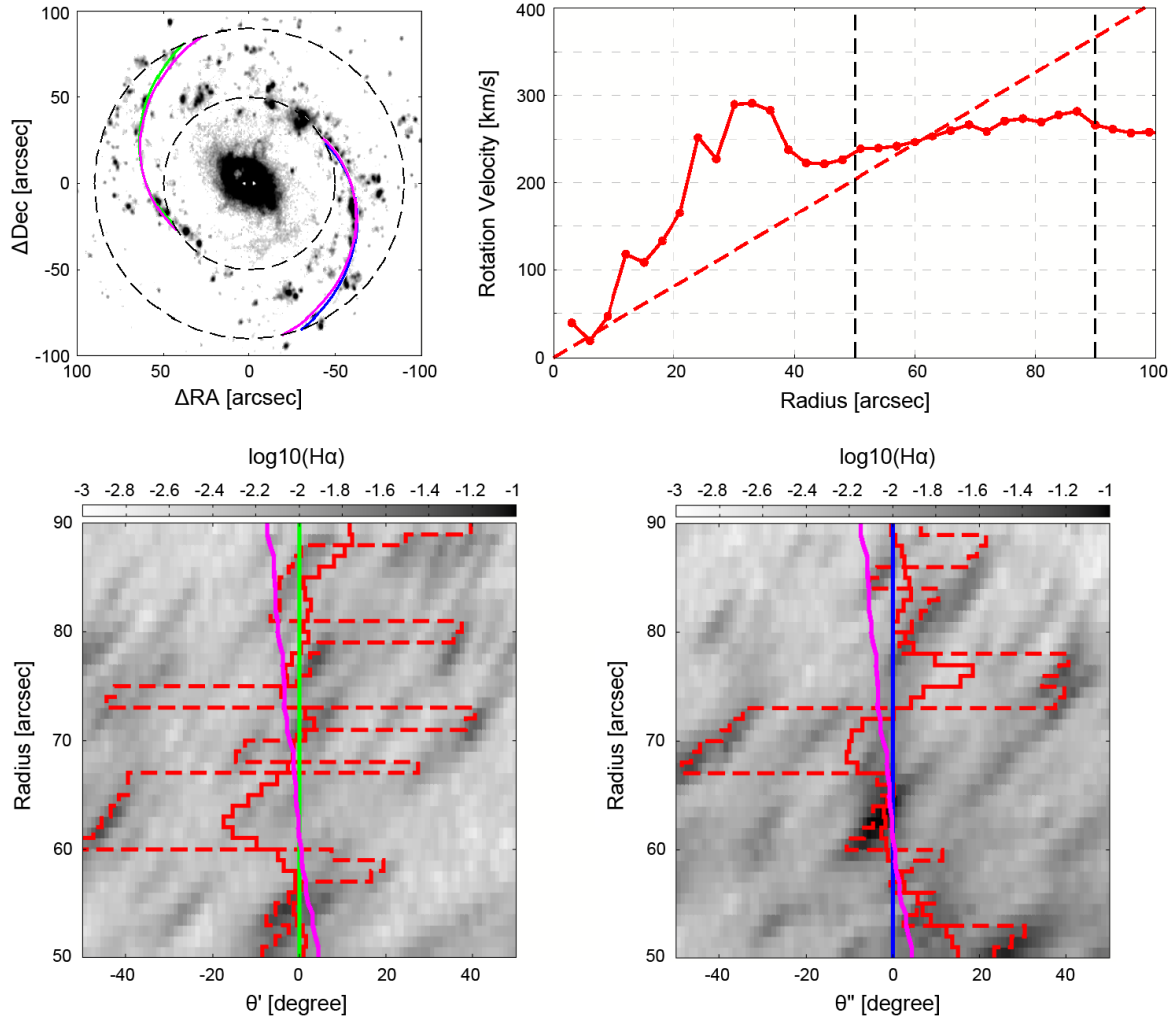 100
50
0
-50
-100
100 50 0 -50 -100
ΔDec [arcsec]
ΔRA [arcsec]
400
300
200
100
0
0 20 40 60 80 100
Rotation Velocity [km/s]
Radius [arcsec]
log10(Hα)
-3 -2.8 -2.6 -2.4 -2.2 -2 -1.8 -1.6 -1.4 -1.2 -1
90
80
70
60
50
-40 -20 0 20 40
Radius [arcsec]
θ' [degree]
log10(Hα)
-3 -2.8 -2.6 -2.4 -2.2 -2 -1.8 -1.6 -1.4 -1.2 -1
90
80
70
60
50
-40 -20 0 20 40
Radius [arcsec]
θ" [degree]